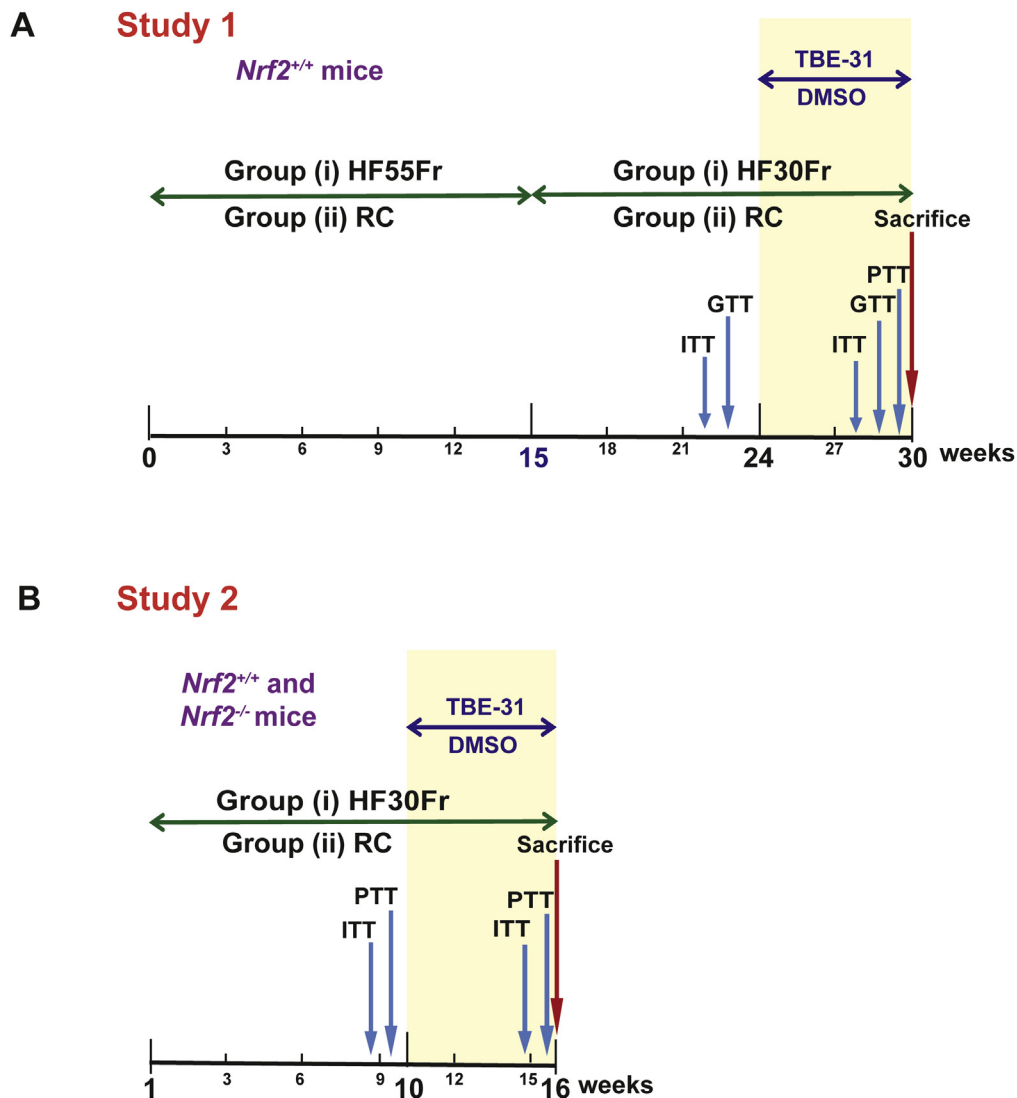 A
Study 1
Nrf2+/+ mice
TBE-31
DMSO
Group (i) HF55Fr
Group (ii) RC
Group (i) HF30Fr
Group (ii) RC
Sacrifice
PTT
GTT
GTT
ITT
ITT
0 3 6 9 12 15 18 21 24 27 30 weeks
B
Study 2
Nrf2+/+ and
Nrf2-/- mice
TBE-31
DMSO
Group (i) HF30Fr
Group (ii) RC
Sacrifice
PTT
PTT
ITT
ITT
1 3 6 9 10 12 15 16 weeks